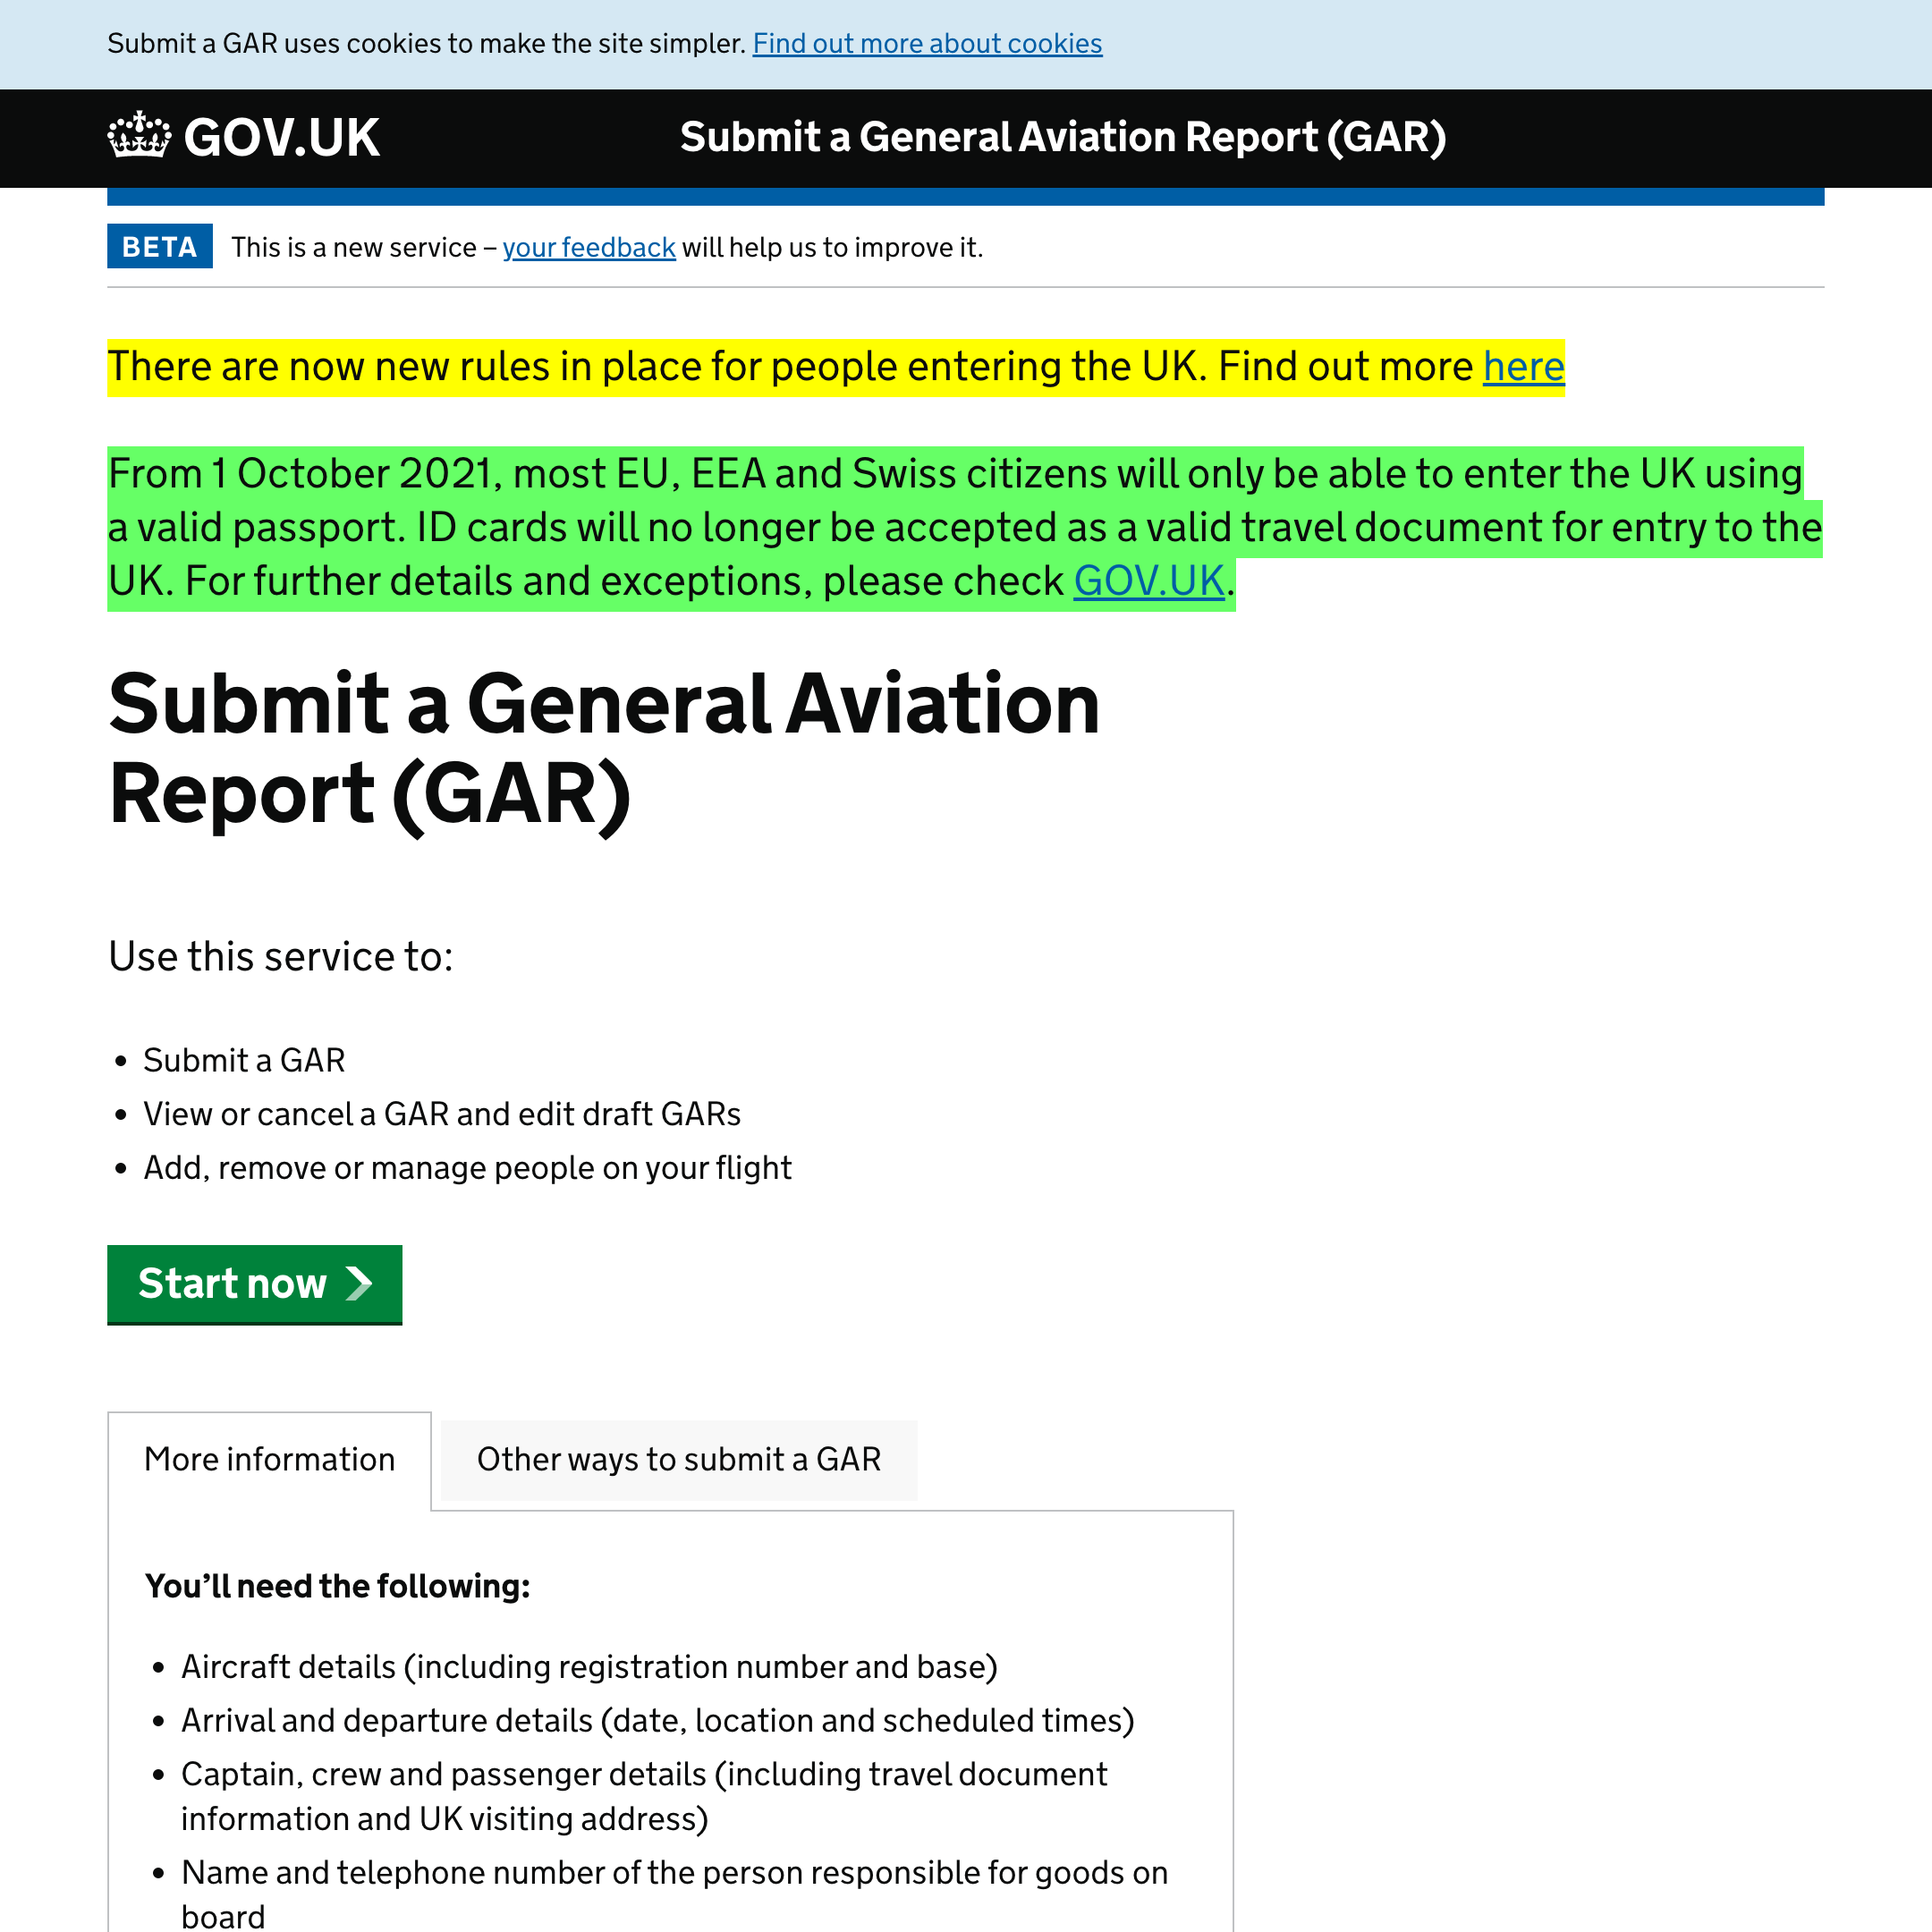 Submit a GAR uses cookies to make the site simpler. Find out more about cookies
GOV.UK
Submit a General Aviation Report (GAR)
BETA
This is a new service – your feedback will help us to improve it.
There are now new rules in place for people entering the UK. Find out more here
From 1 October 2021, most EU, EEA and Swiss citizens will only be able to enter the UK using
a valid passport. ID cards will no longer be accepted as a valid travel document for entry to the
UK. For further details and exceptions, please check GOV.UK.
Submit a General Aviation
Report (GAR)
Use this service to:
• Submit a GAR
• View or cancel a GAR and edit draft GARs
• Add, remove or manage people on your flight
Start now
More information
Other ways to submit a GAR
You’ll need the following:
• Aircraft details (including registration number and base)
• Arrival and departure details (date, location and scheduled times)
• Captain, crew and passenger details (including travel document
information and UK visiting address)
• Name and telephone number of the person responsible for goods on
board